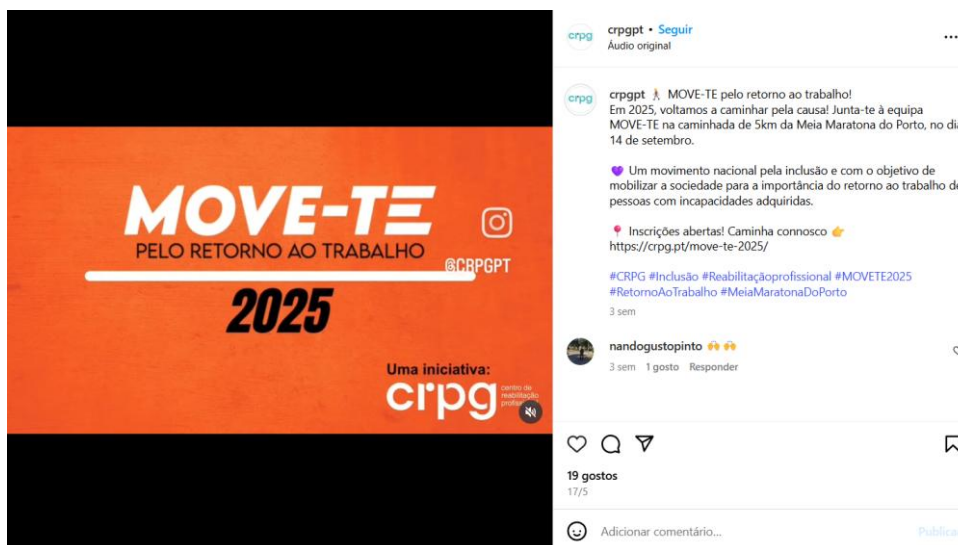 MOVE-TE
PELO RETORNO AO TRABALHO
@CRPGPT
2025
Uma iniciativa:
crpg
centro de
reabilitação
crpg
crpgpt • Seguir
Áudio original
crpg
crpgpt 🚶 MOVE-TE pelo retorno ao trabalho!
Em 2025, voltamos a caminhar pela causa! Junta-te à equipa
MOVE-TE na caminhada de 5km da Meia Maratona do Porto, no
14 de setembro.
💜 Um movimento nacional pela inclusão e com o objetivo de
mobilizar a sociedade para a importância do retorno ao trabalho de
pessoas com incapacidades adquiridas.
📍 Inscrições abertas! Caminha connosco 👉
https://crpg.pt/move-te-2025/
#CRPG #Inclusão #Reabilitaçãoprofissional #MOVETE2025
#RetornoAoTrabalho #MeiaMaratonaDoPorto
3 sem
nandogustopinto 🙌 🙌
3 sem 1 gosto Responder
19 gostos
17/5
Adicionar comentário...